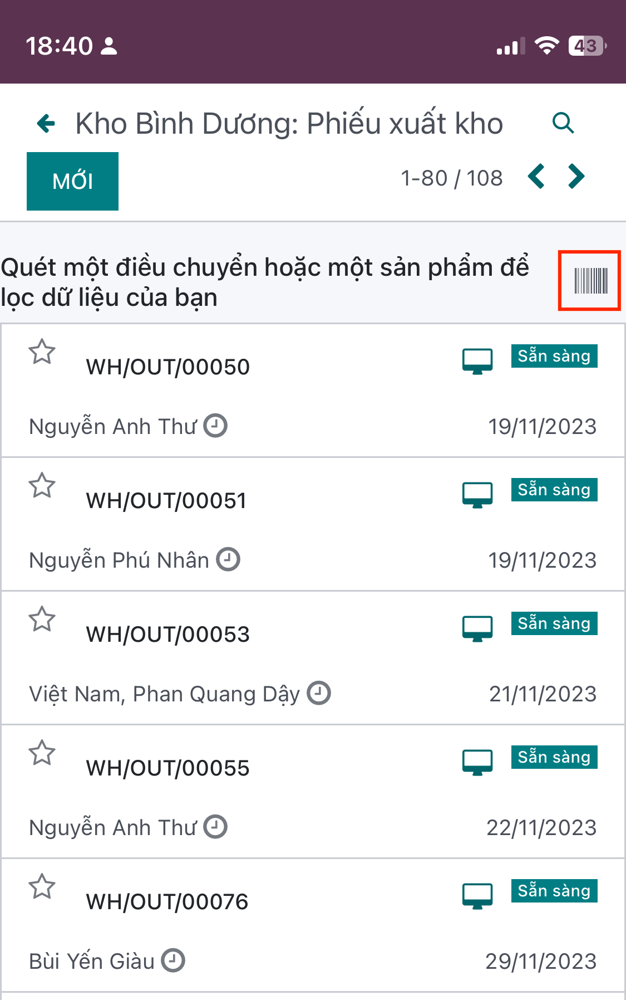 18:40
43
Kho Bình Dương: Phiếu xuất kho
MỚI
1-80 / 108
Quét một điều chuyển hoặc một sản phẩm để
lọc dữ liệu của bạn
WH/OUT/00050
Sẵn sàng
Nguyễn Anh Thư
19/11/2023
WH/OUT/00051
Sẵn sàng
Nguyễn Phú Nhân
19/11/2023
WH/OUT/00053
Sẵn sàng
Việt Nam, Phan Quang Dậy
21/11/2023
WH/OUT/00055
Sẵn sàng
Nguyễn Anh Thư
22/11/2023
WH/OUT/00076
Sẵn sàng
Bùi Yến Giàu
29/11/2023